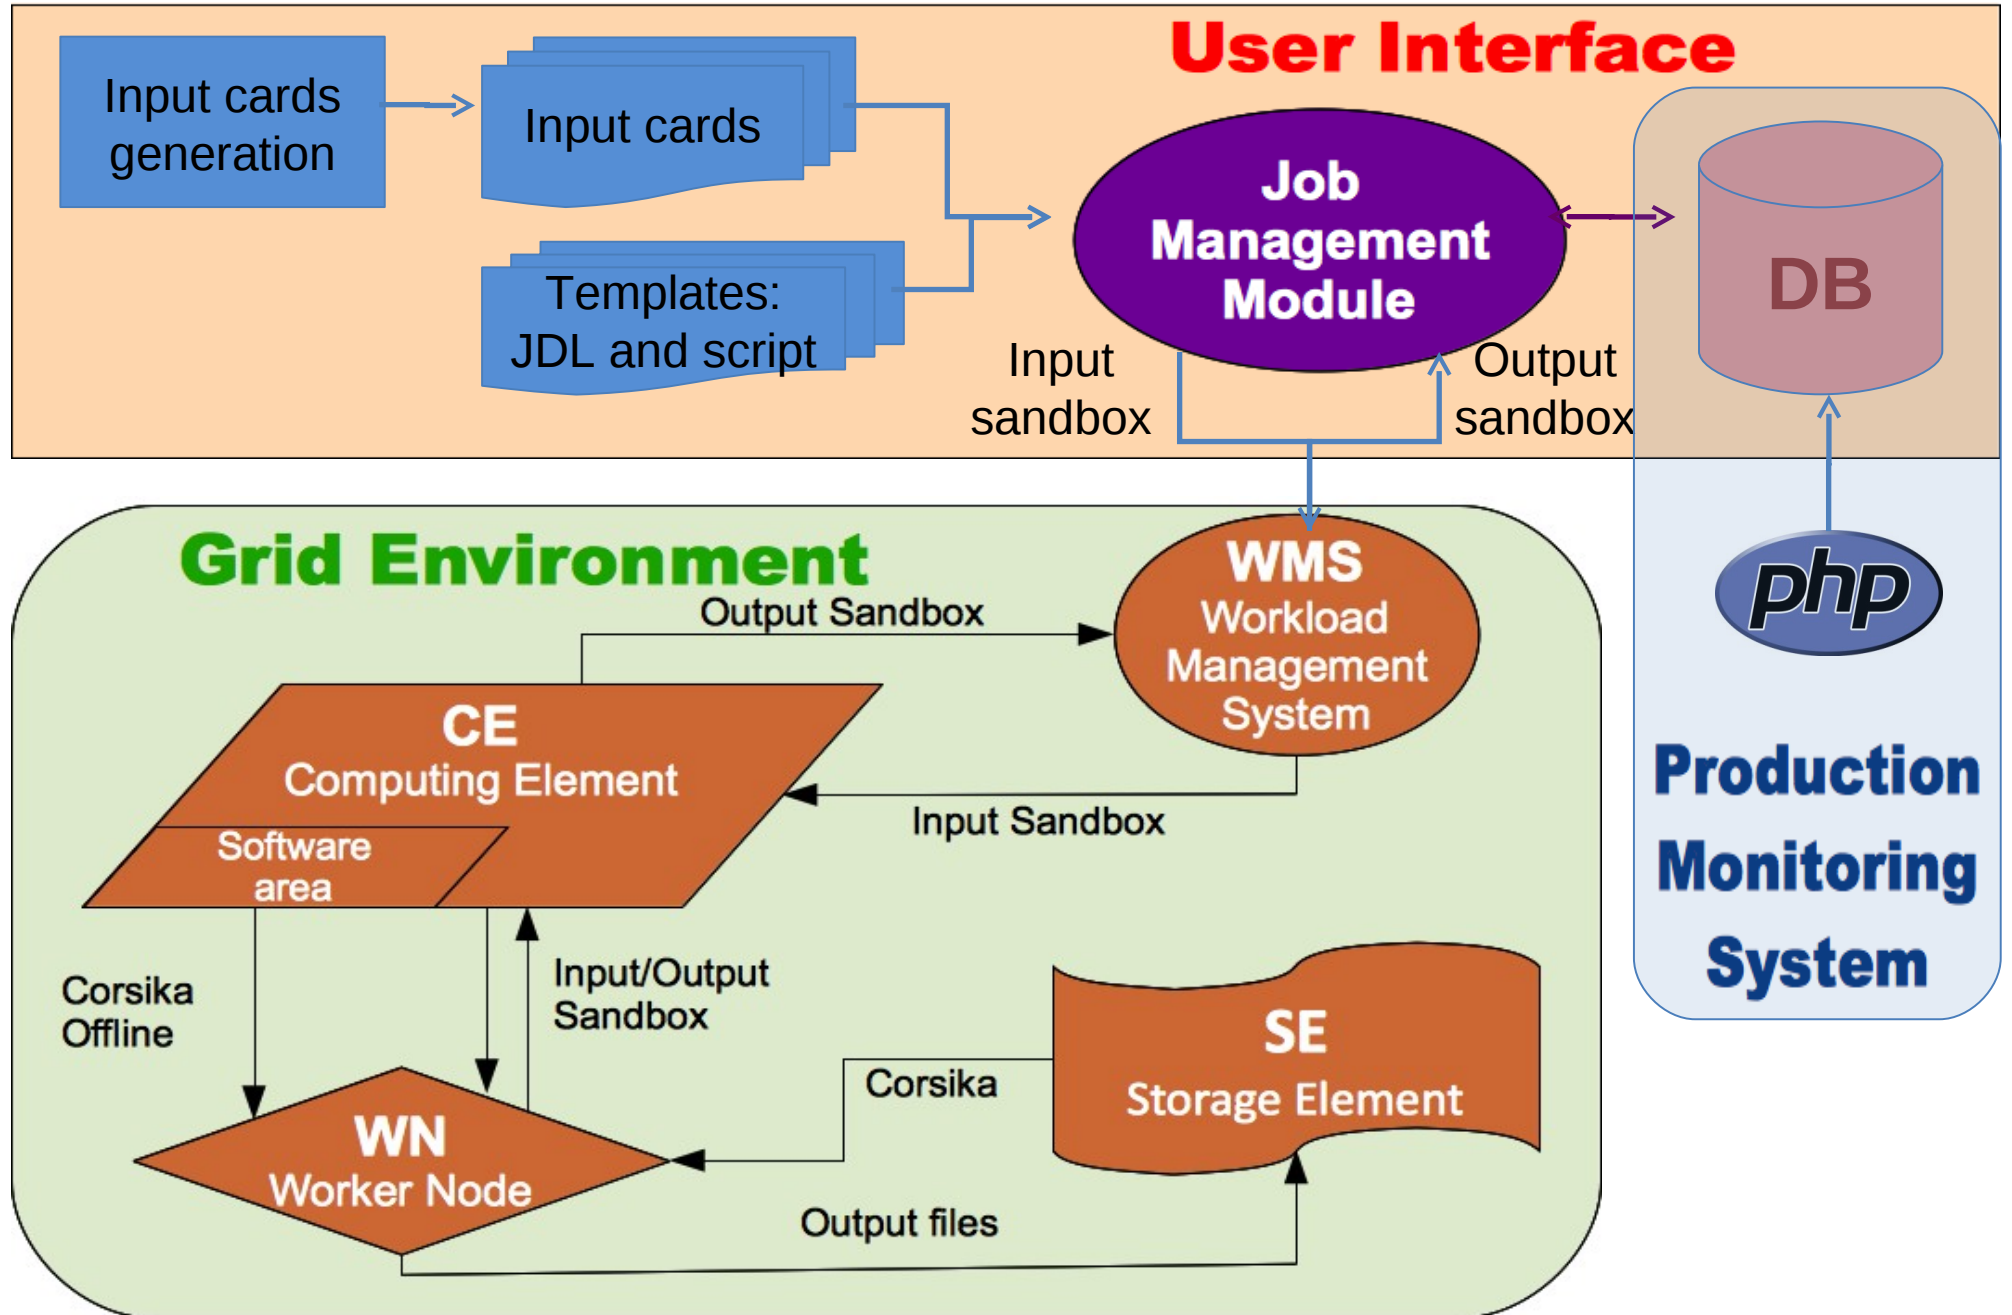 User Interface
Input cards
generation
Input cards
Templates:
JDL and script
Job
Management
Module
DB
Input
sandbox
Output
sandbox
php
Production
Monitoring
System
Grid Environment
WMS
Workload
Management
System
Output Sandbox
CE
Computing Element
Software
area
Input Sandbox
Corsika
Offline
Input/Output
Sandbox
SE
Storage Element
Corsika
WN
Worker Node
Output files